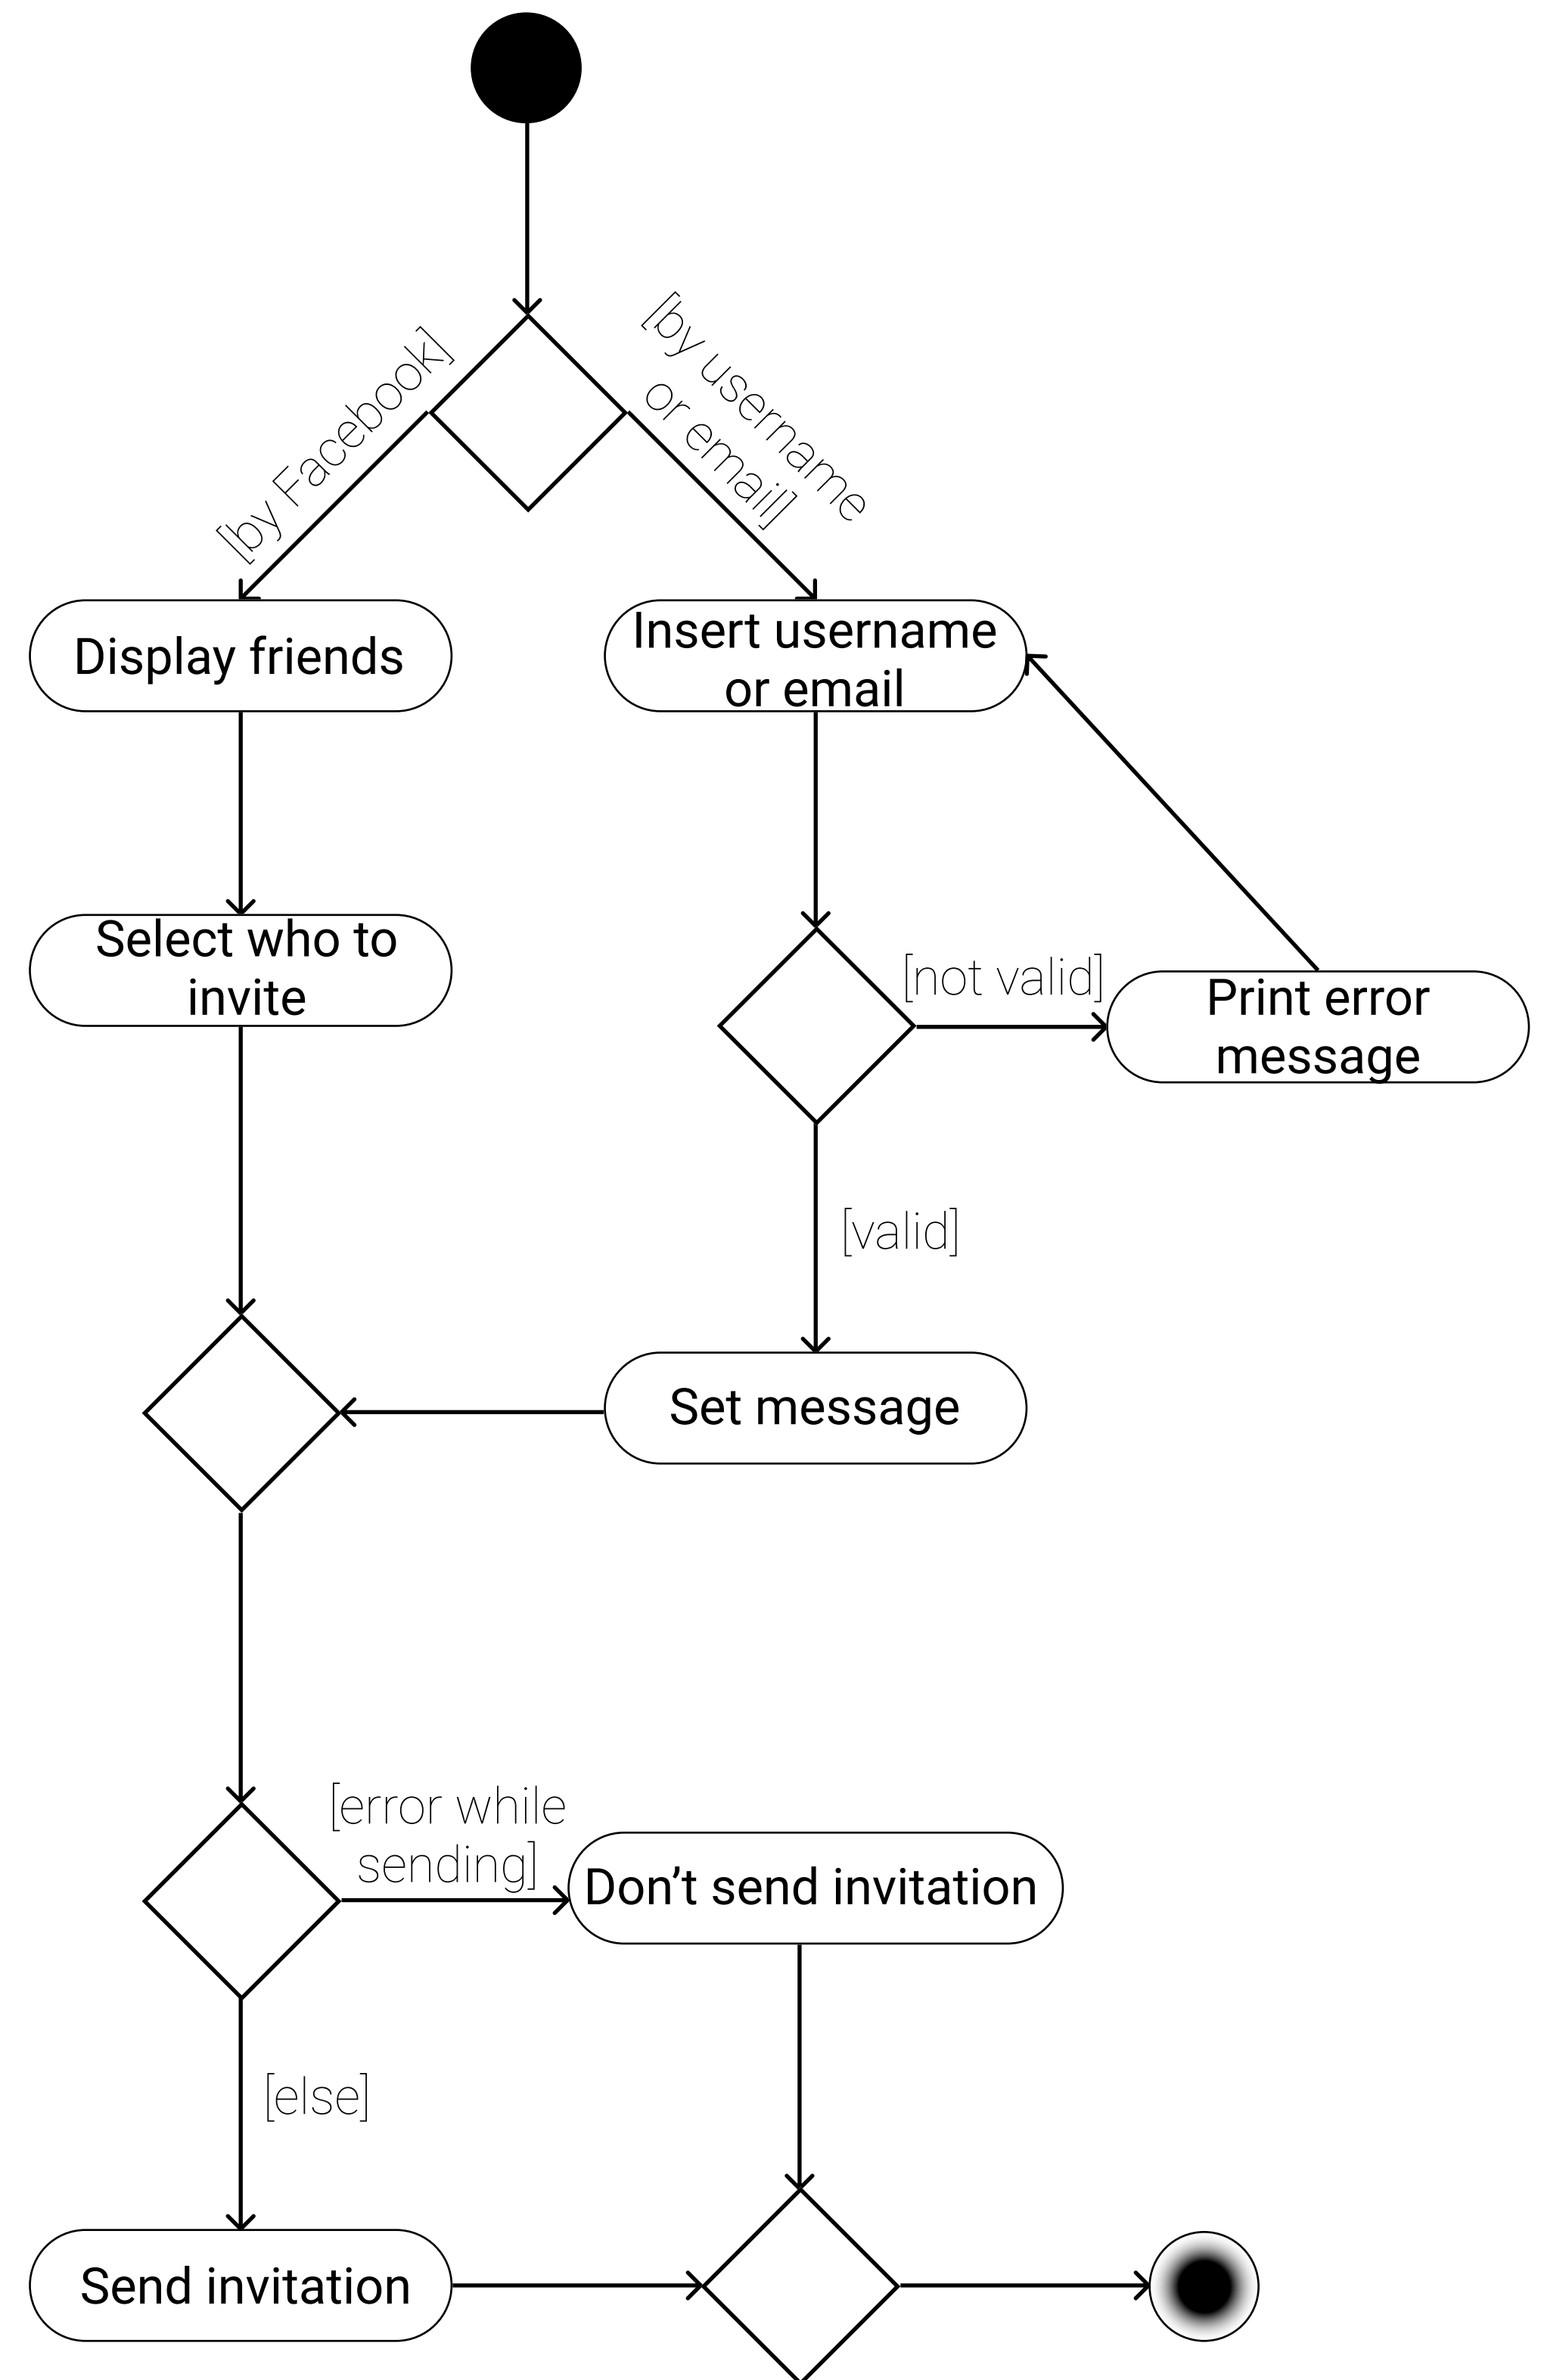 [by Facebook]
[by username
or email]
Display friends
Insert username
or email
Select who to
invite
[not valid]
Print error
message
[valid]
Set message
[error while
sending]
Don’t send invitation
[else]
Send invitation